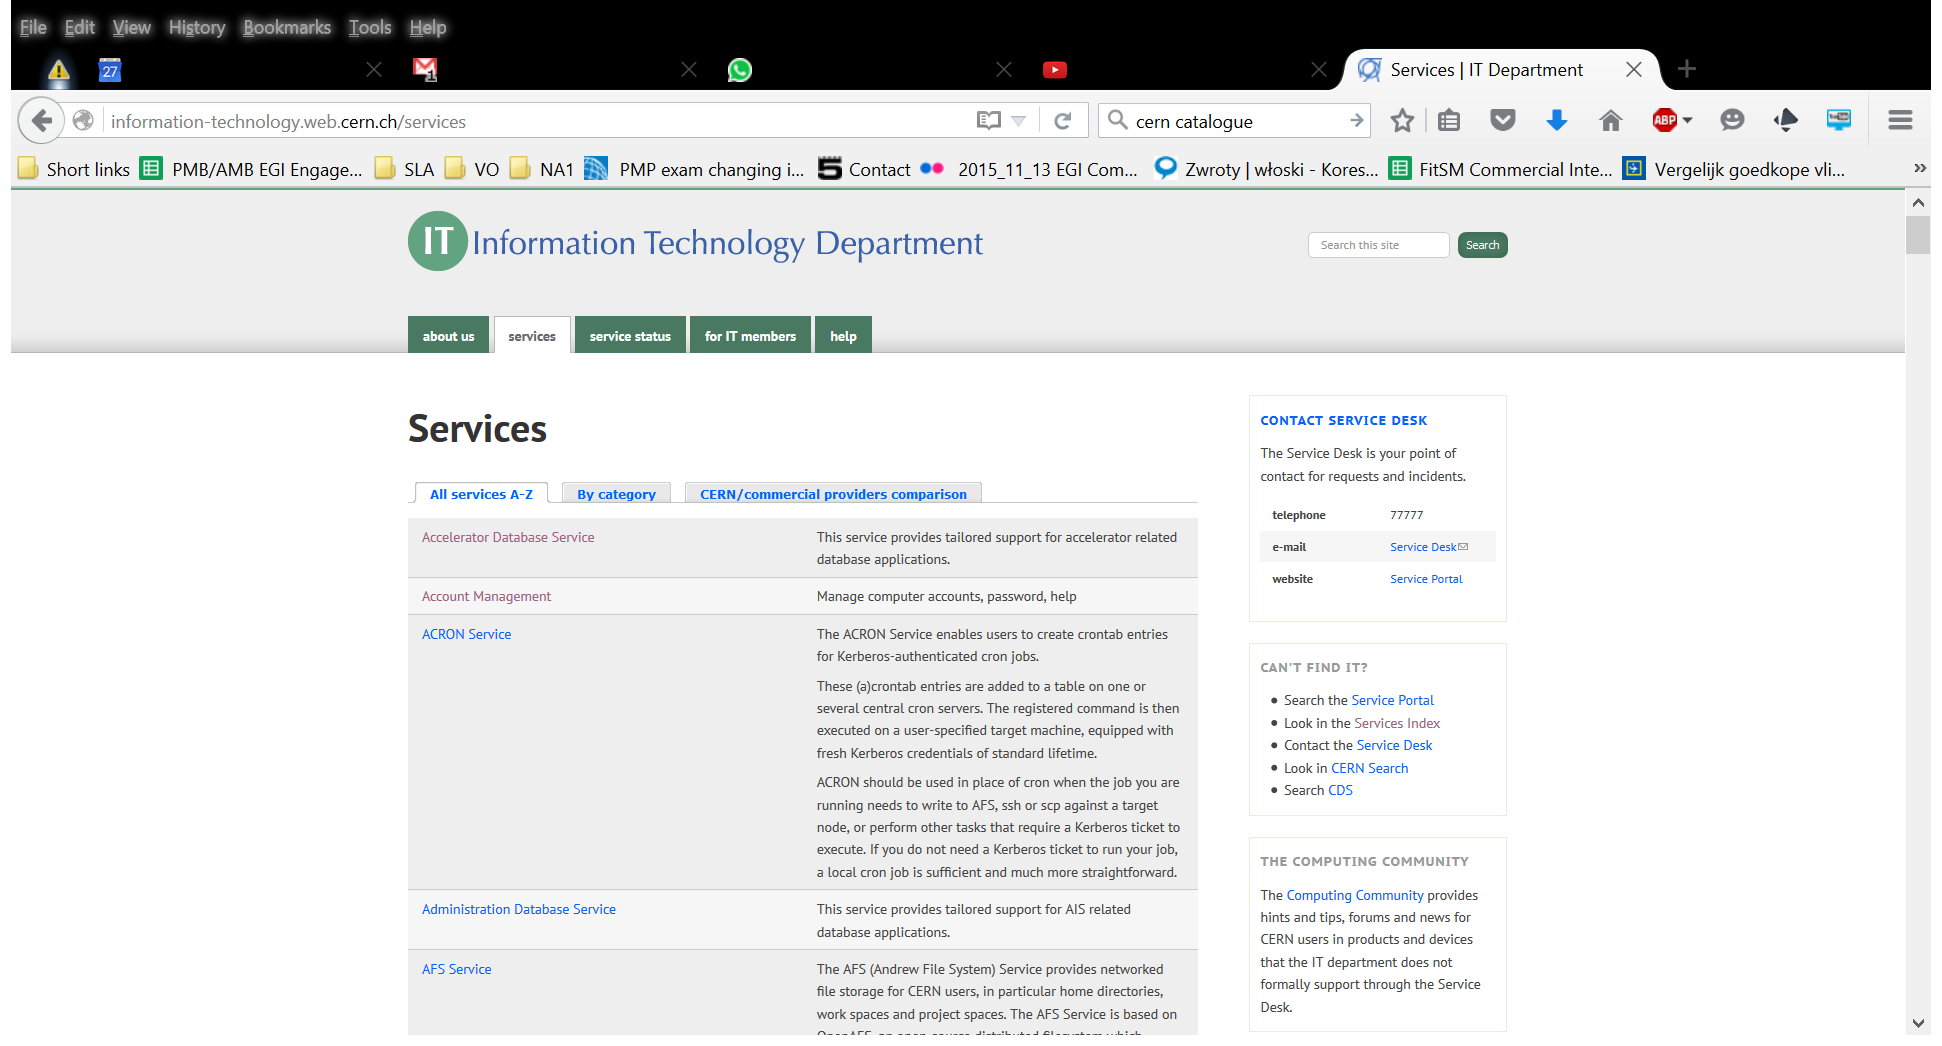 File Edit View History Bookmarks Tools Help
27 1 Services | IT Department
information-technology.web.cern.ch/services cern catalogue ABP
Short links PMB/AMB EGI Engage... SLA VO NA1 PMP exam changing i... 5 Contact 2015_11_13 EGI Com... Zwroty | włoski - Kores... FitSM Commercial Inte... Vergelijk goedkope vli... »
IT Information Technology Department
Search this site Search
about us services service status for IT members help
Services
All services A-Z By category CERN/commercial providers comparison
Accelerator Database Service This service provides tailored support for accelerator related
database applications.
Account Management Manage computer accounts, password, help
ACRON Service The ACRON Service enables users to create crontab entries
for Kerberos-authenticated cron jobs.
These (a)crontab entries are added to a table on one or
several central cron servers. The registered command is then
executed on a user-specified target machine, equipped with
fresh Kerberos credentials of standard lifetime.
ACRON should be used in place of cron when the job you are
running needs to write to AFS, ssh or scp against a target
node, or perform other tasks that require a Kerberos ticket to
execute. If you do not need a Kerberos ticket to run your job,
a local cron job is sufficient and much more straightforward.
Administration Database Service This service provides tailored support for AIS related
database applications.
AFS Service The AFS (Andrew File System) Service provides networked
file storage for CERN users, in particular home directories,
work spaces and project spaces. The AFS Service is based on
OpenAFS, an open-source distributed filesystem which
CONTACT SERVICE DESK
The Service Desk is your point of
contact for requests and incidents.
telephone 77777
e-mail Service Desk
website Service Portal
CAN'T FIND IT?
• Search the Service Portal
• Look in the Services Index
• Contact the Service Desk
• Look in CERN Search
• Search CDS
THE COMPUTING COMMUNITY
The Computing Community provides
hints and tips, forums and news for
CERN users in products and devices
that the IT department does not
formally support through the Service
Desk.